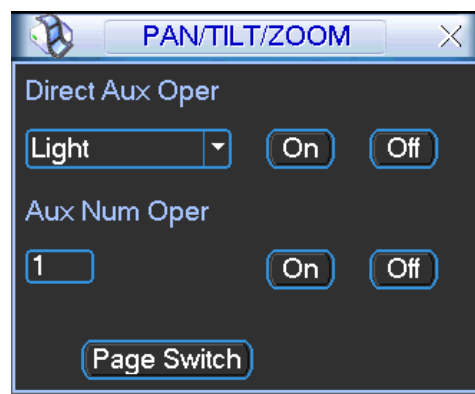 PAN/TILT/ZOOM
Direct Aux Oper
Light On Off
Aux Num Oper
1 On Off
Page Switch